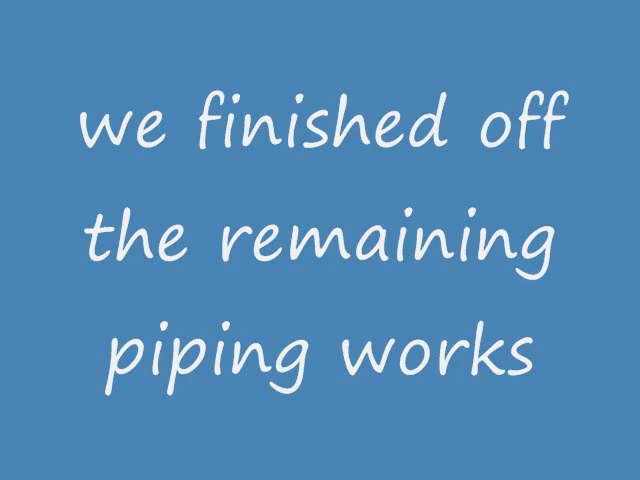 we finished off
the remaining
piping works